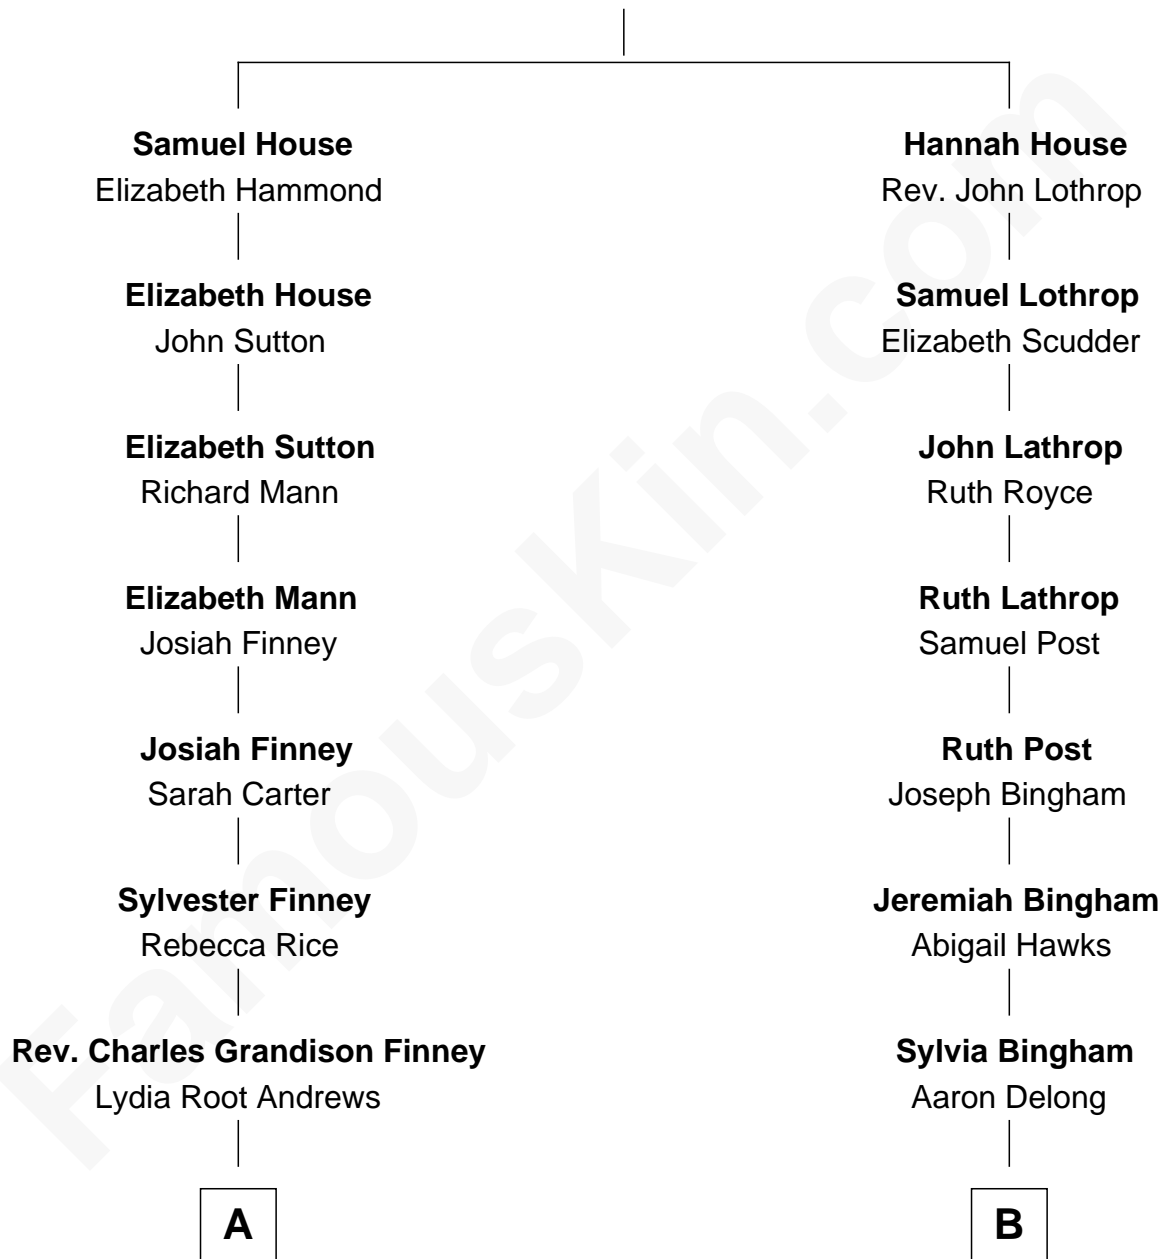 Samuel House
Elizabeth Hammond
Elizabeth House
John Sutton
Elizabeth Sutton
Richard Mann
Elizabeth Mann
Josiah Finney
Josiah Finney
Sarah Carter
Sylvester Finney
Rebecca Rice
Rev. Charles Grandison Finney
Lydia Root Andrews
A
Hannah House
Rev. John Lothrop
Samuel Lothrop
Elizabeth Scudder
John Lathrop
Ruth Royce
Ruth Lathrop
Samuel Post
Ruth Post
Joseph Bingham
Jeremiah Bingham
Abigail Hawks
Sylvia Bingham
Aaron Delong
B
FamousKin.com